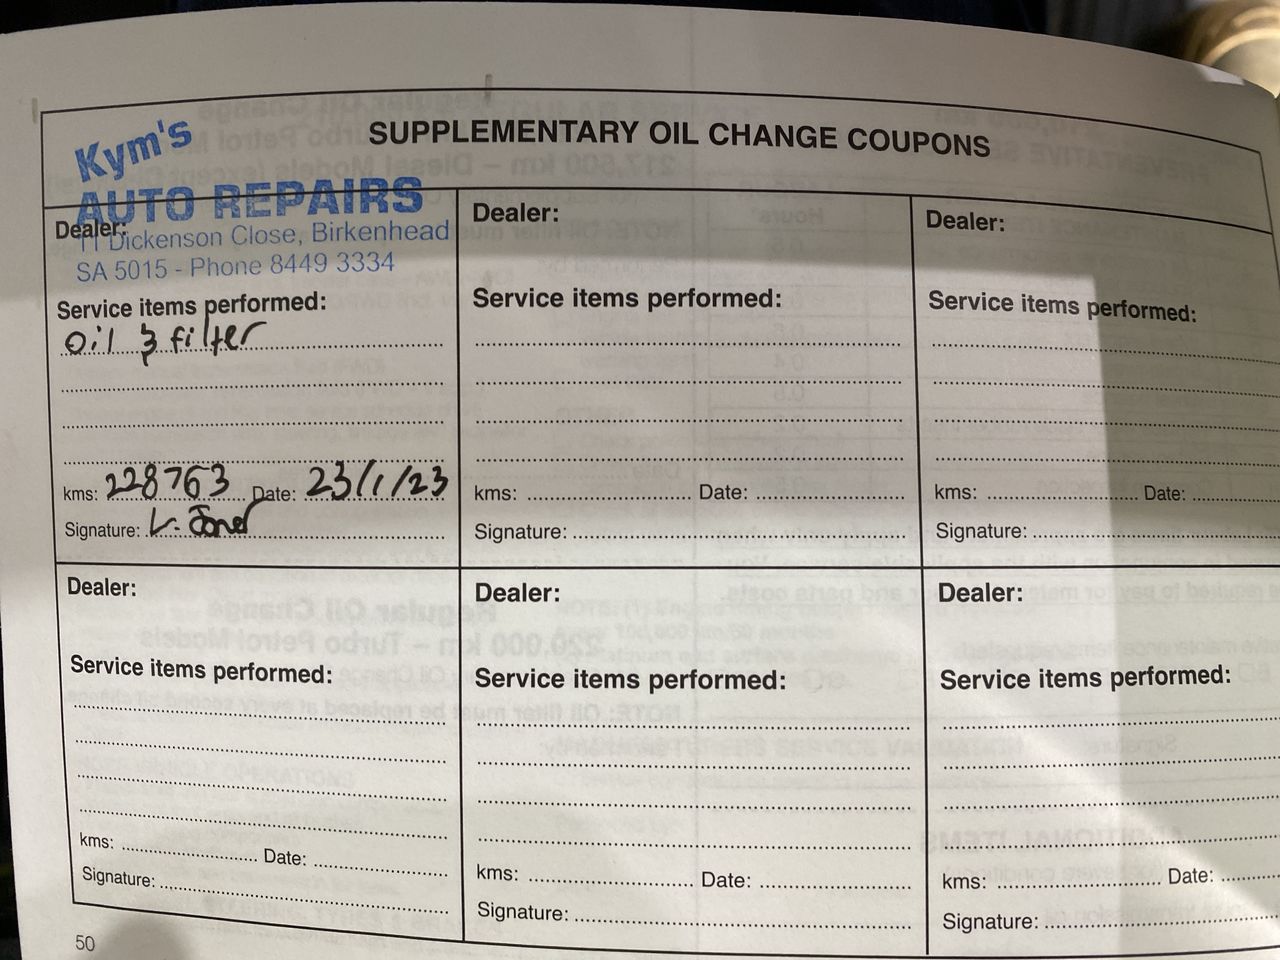 SUPPLEMENTARY OIL CHANGE COUPONS
Kym's
AUTO REPAIRS
Dealer:
11 Dickenson Close, Birkenhead
SA 5015 - Phone 8449 3334
Service items performed:
Oil & filter
kms: 228763 Date: 23/1/23
Signature:
Dealer:
Service items performed:
kms: Date:
Signature:
Dealer:
Service items performed:
kms: Date:
Signature:
Dealer:
Service items performed:
kms: Date:
Signature:
Dealer:
Service items performed:
kms: Date:
Signature:
Dealer:
Service items performed:
kms: Date:
Signature:
50